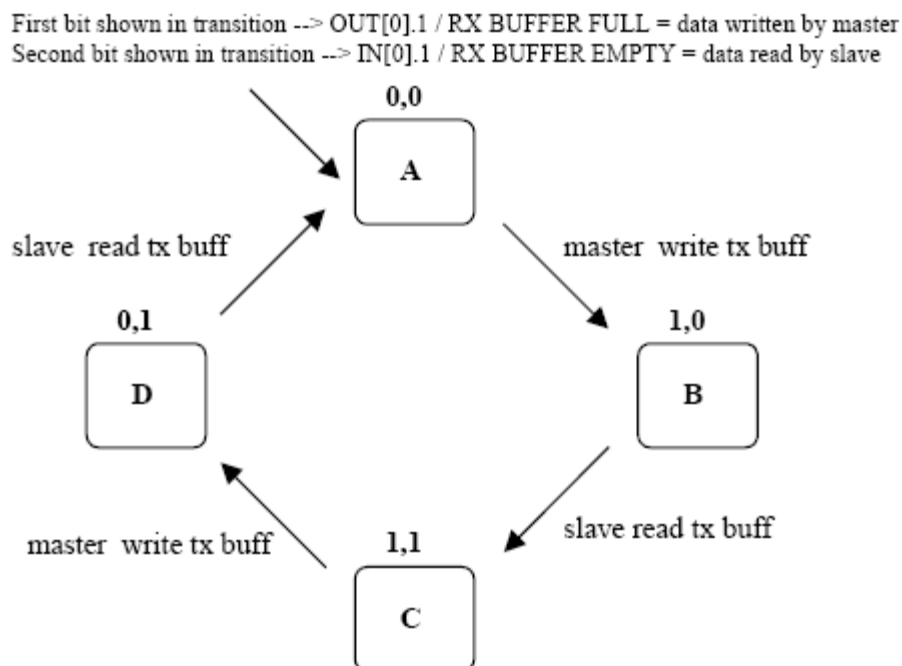 First bit shown in transition --> OUT[0].1 / RX BUFFER FULL = data written by master
Second bit shown in transition --> IN[0].1 / RX BUFFER EMPTY = data read by slave
0,0
A
slave read tx buff
master write tx buff
0,1
1,0
D
B
master write tx buff
1,1
slave read tx buff
C